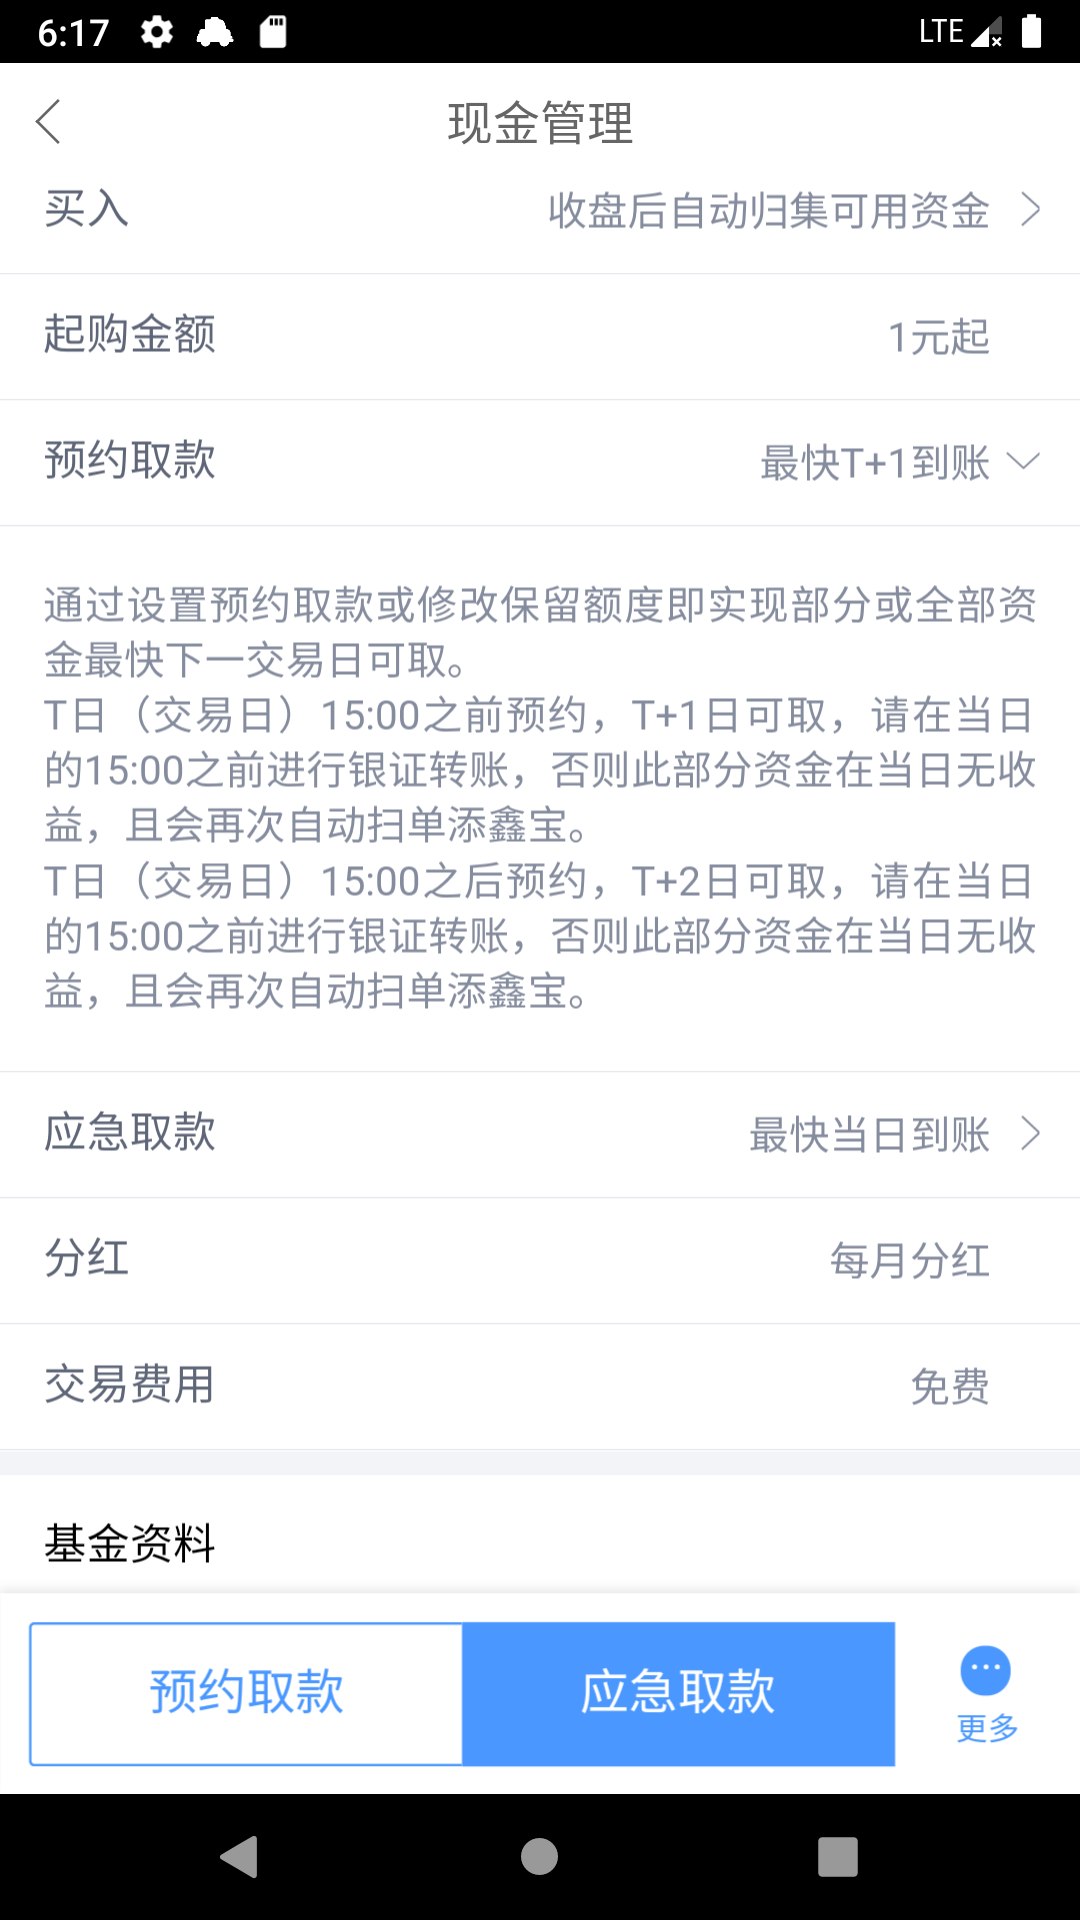 6:17
LTE
现金管理
买入
收盘后自动归集可用资金
起购金额
1元起
预约取款
最快T+1到账
通过设置预约取款或修改保留额度即实现部分或全部资
金最快下一交易日可取。
T日（交易日）15:00之前预约，T+1日可取，请在当日
的15:00之前进行银证转账，否则此部分资金在当日无收
益，且会再次自动扫单添鑫宝。
T日（交易日）15:00之后预约，T+2日可取，请在当日
的15:00之前进行银证转账，否则此部分资金在当日无收
益，且会再次自动扫单添鑫宝。
应急取款
最快当日到账
分红
每月分红
交易费用
免费
基金资料
预约取款
应急取款
更多